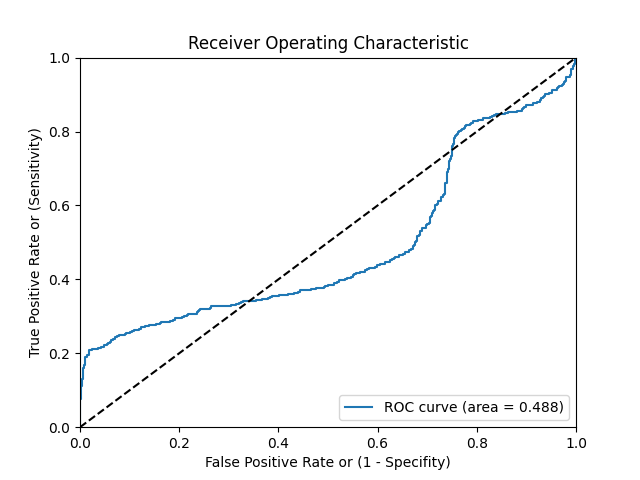 Receiver Operating Characteristic
True Positive Rate or (Sensitivity)
1.0
0.8
0.6
0.4
0.2
0.0
ROC curve (area = 0.488)
0.0 0.2 0.4 0.6 0.8 1.0
False Positive Rate or (1 - Specifity)